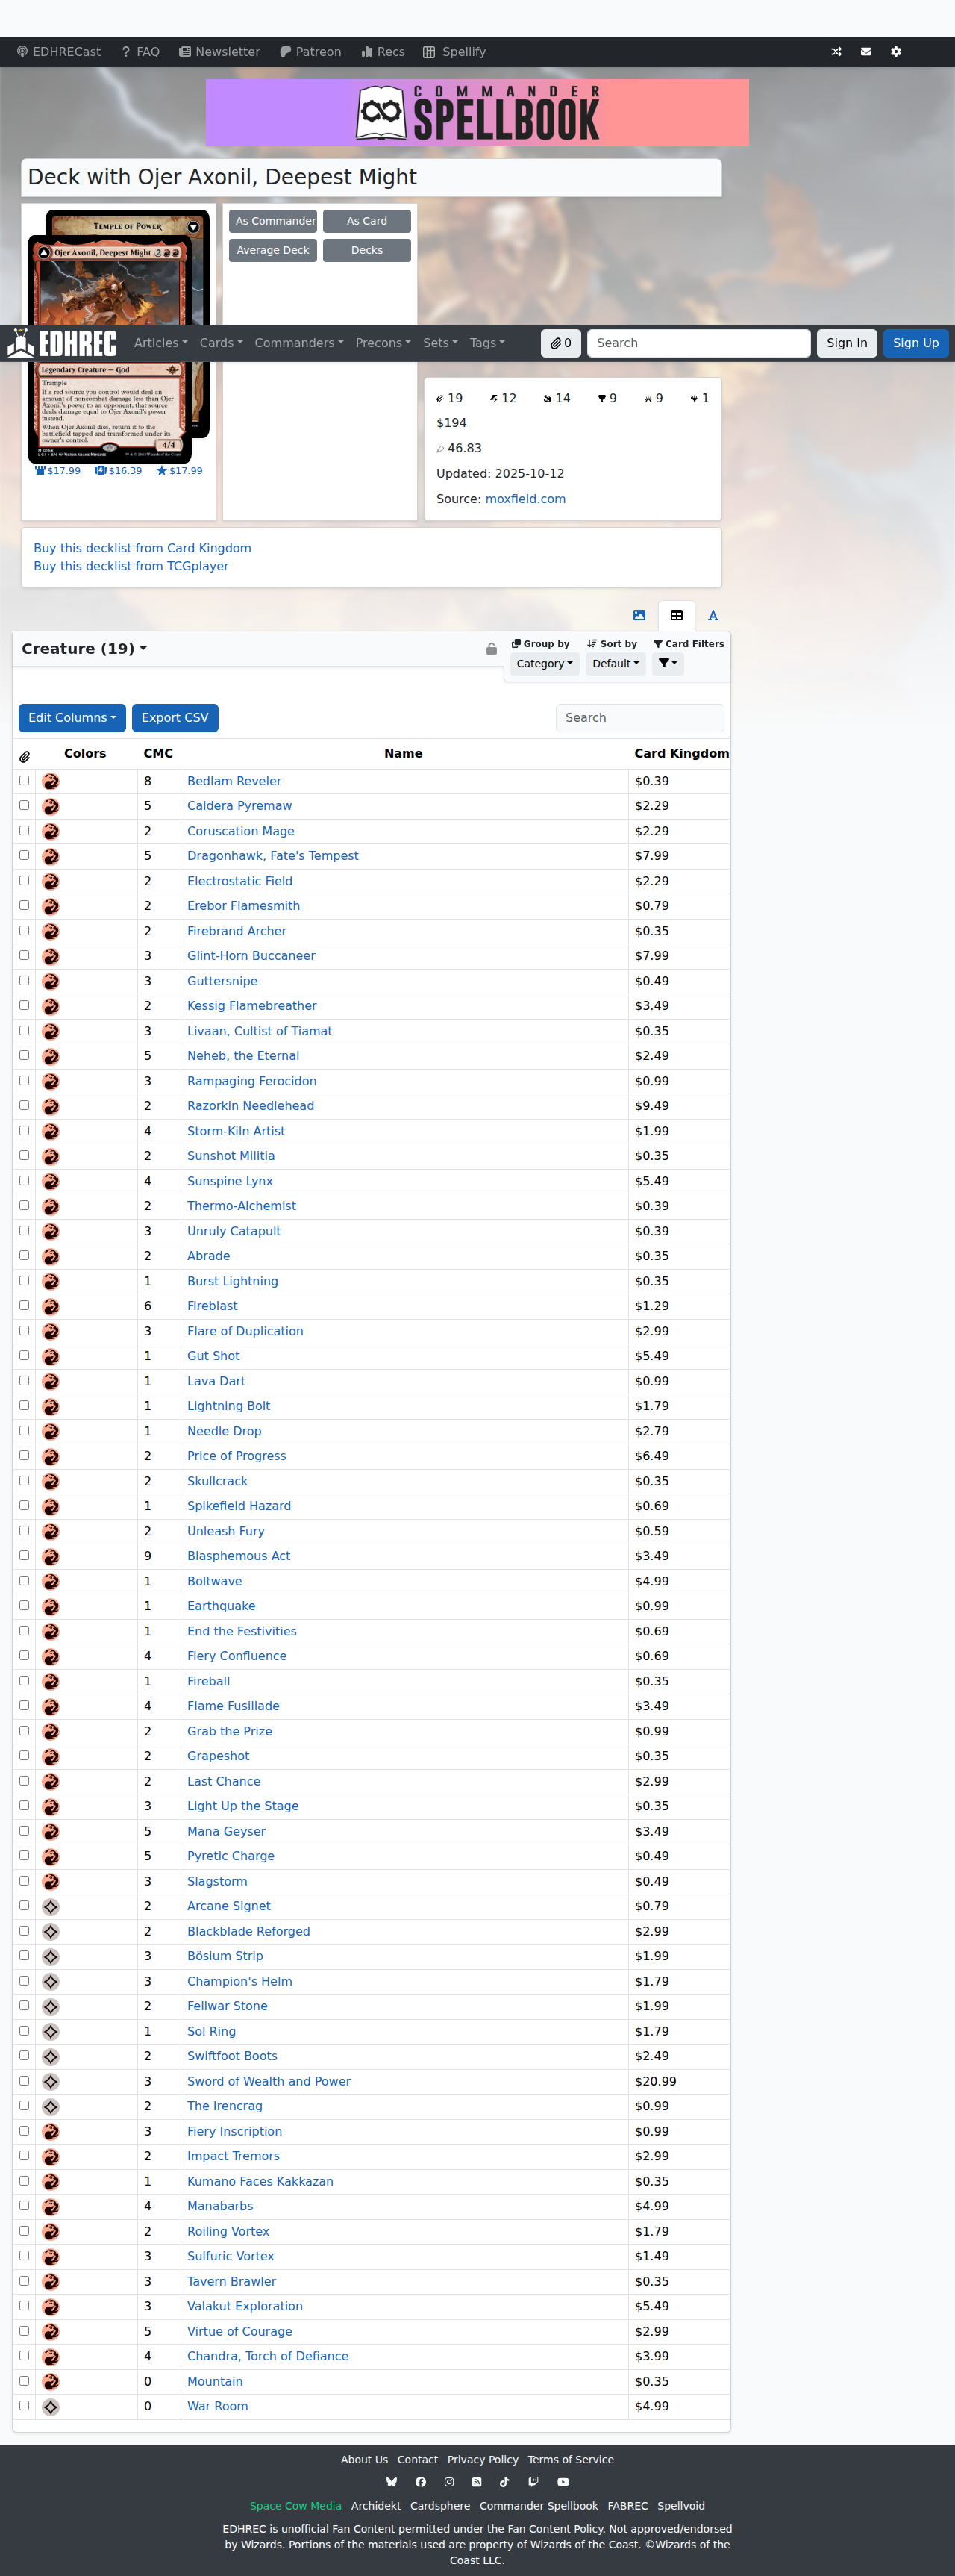 EDHRECast FAQ Newsletter Patreon Recs Spellify
COMMANDER
SPELLBOOK
Deck with Ojer Axonil, Deepest Might
TEMPLE OF POWER
Ojer Axonil, Deepest Might
As Commander As Card
Average Deck Decks
EDHREC Articles Cards Commanders Precons Sets Tags 0 Search Sign In Sign Up
Legendary Creature — God
Trample
If a red source you control would deal an
amount of noncombat damage less than Ojer
Axonil's power to an opponent, that source
deals damage equal to Ojer Axonil's power
instead.
When Ojer Axonil dies, return it to the
battlefield tapped and transformed under its
owner's control.
4/4
$17.99 $16.39 $17.99
19 12 14 9 9 1
$194
46.83
Updated: 2025-10-12
Source: moxfield.com
Buy this decklist from Card Kingdom
Buy this decklist from TCGplayer
Creature (19)
Group by Sort by Card Filters
Category Default
Edit Columns Export CSV Search
Colors CMC Name Card Kingdom
8 Bedlam Reveler $0.39
5 Caldera Pyremaw $2.29
2 Coruscation Mage $2.29
5 Dragonhawk, Fate's Tempest $7.99
2 Electrostatic Field $2.29
2 Erebor Flamesmith $0.79
2 Firebrand Archer $0.35
3 Glint-Horn Buccaneer $7.99
3 Guttersnipe $0.49
2 Kessig Flamebreather $3.49
3 Livaan, Cultist of Tiamat $0.35
5 Neheb, the Eternal $2.49
3 Rampaging Ferocidon $0.99
2 Razorkin Needlehead $9.49
4 Storm-Kiln Artist $1.99
2 Sunshot Militia $0.35
4 Sunspine Lynx $5.49
2 Thermo-Alchemist $0.39
3 Unruly Catapult $0.39
2 Abrade $0.35
1 Burst Lightning $0.35
6 Fireblast $1.29
3 Flare of Duplication $2.99
1 Gut Shot $5.49
1 Lava Dart $0.99
1 Lightning Bolt $1.79
1 Needle Drop $2.79
2 Price of Progress $6.49
2 Skullcrack $0.35
1 Spikefield Hazard $0.69
2 Unleash Fury $0.59
9 Blasphemous Act $3.49
1 Boltwave $4.99
1 Earthquake $0.99
1 End the Festivities $0.69
4 Fiery Confluence $0.69
1 Fireball $0.35
4 Flame Fusillade $3.49
2 Grab the Prize $0.99
2 Grapeshot $0.35
2 Last Chance $2.99
3 Light Up the Stage $0.35
5 Mana Geyser $3.49
5 Pyretic Charge $0.49
3 Slagstorm $0.49
2 Arcane Signet $0.79
2 Blackblade Reforged $2.99
3 Bösium Strip $1.99
3 Champion's Helm $1.79
2 Fellwar Stone $1.99
1 Sol Ring $1.79
2 Swiftfoot Boots $2.49
3 Sword of Wealth and Power $20.99
2 The Irencrag $0.99
3 Fiery Inscription $0.99
2 Impact Tremors $2.99
1 Kumano Faces Kakkazan $0.35
4 Manabarbs $4.99
2 Roiling Vortex $1.79
3 Sulfuric Vortex $1.49
3 Tavern Brawler $0.35
3 Valakut Exploration $5.49
5 Virtue of Courage $2.99
4 Chandra, Torch of Defiance $3.99
0 Mountain $0.35
0 War Room $4.99
About Us Contact Privacy Policy Terms of Service
Space Cow Media Archidekt Cardsphere Commander Spellbook FABREC Spellvoid
EDHREC is unofficial Fan Content permitted under the Fan Content Policy. Not approved/endorsed
by Wizards. Portions of the materials used are property of Wizards of the Coast. ©Wizards of the
Coast LLC.